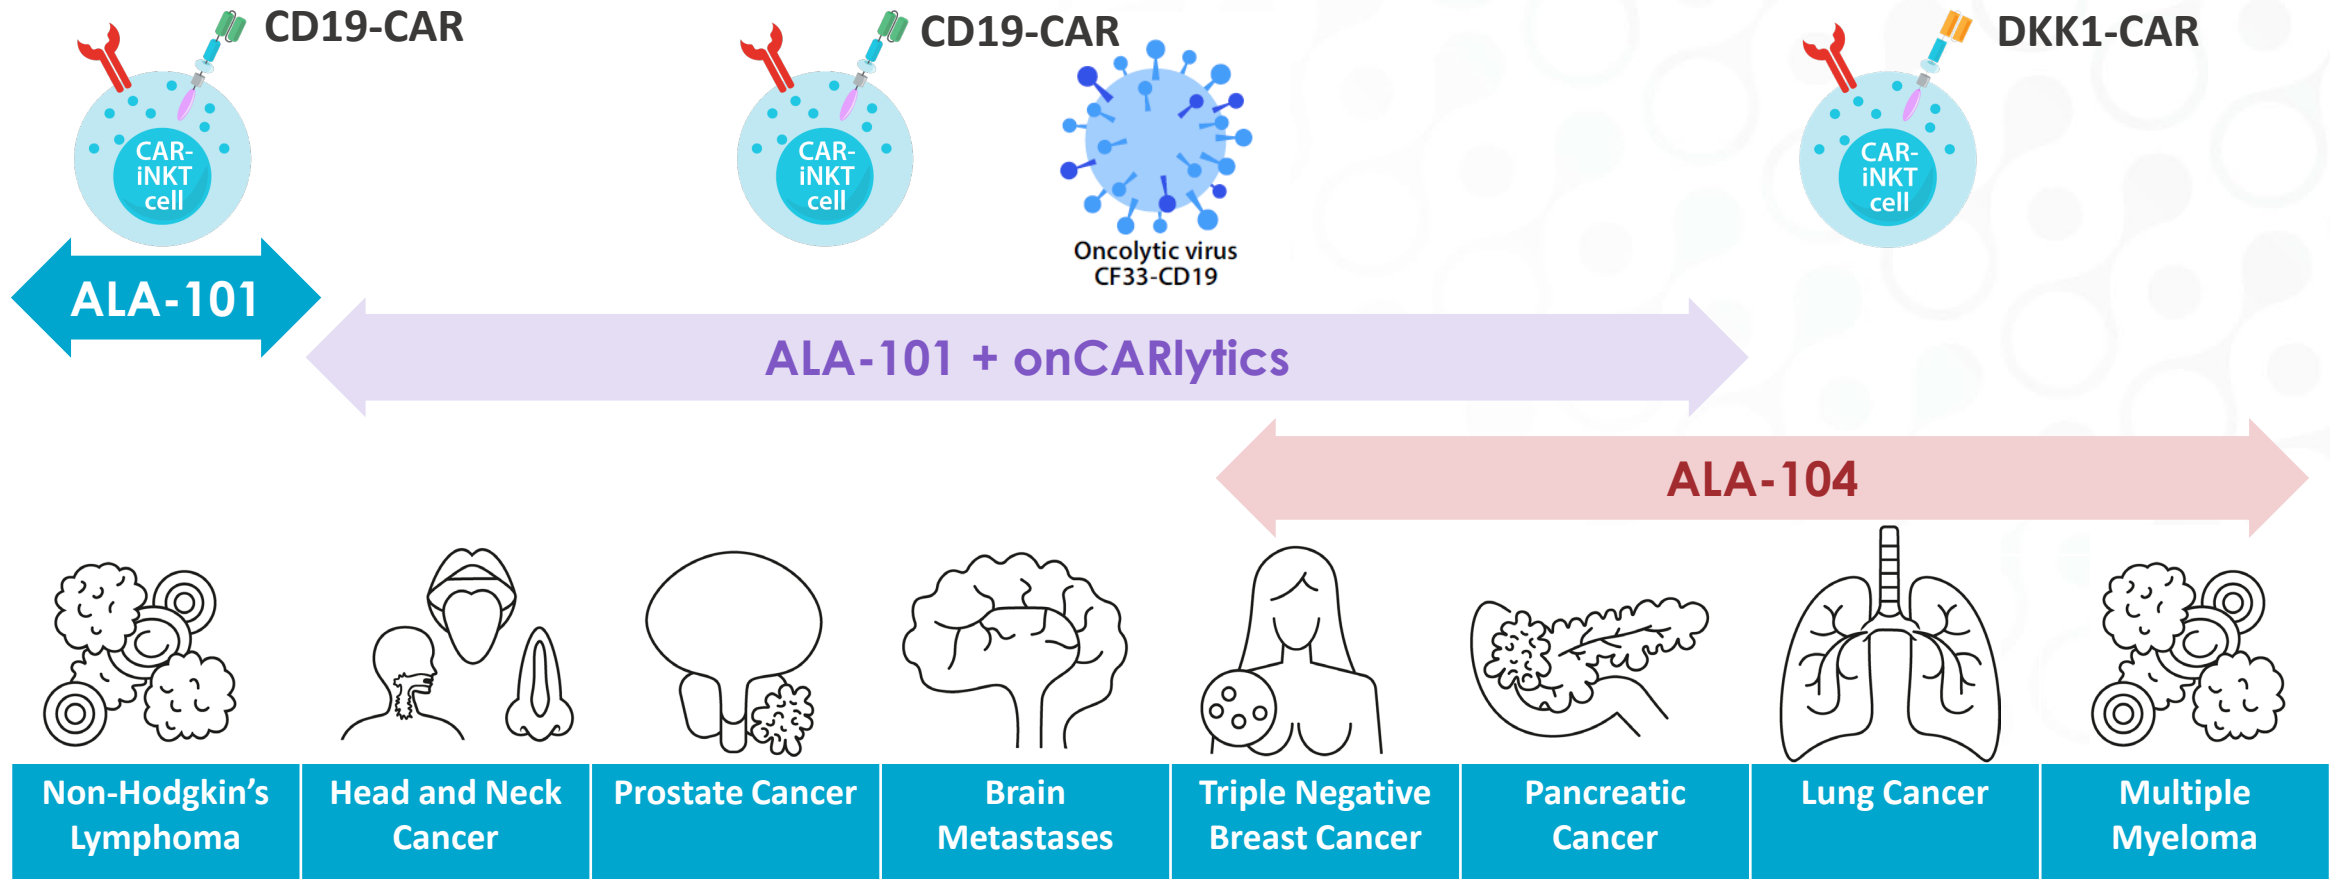 CD19-CAR
CAR-
iNKT
cell
CD19-CAR
CAR-
iNKT
cell
Oncolytic virus
CF33-CD19
DKK1-CAR
CAR-
iNKT
cell
ALA-101
ALA-101 + onCARlytics
ALA-104
Non-Hodgkin’s
Lymphoma
Head and Neck
Cancer
Prostate Cancer
Brain
Metastases
Triple Negative
Breast Cancer
Pancreatic
Cancer
Lung Cancer
Multiple
Myeloma